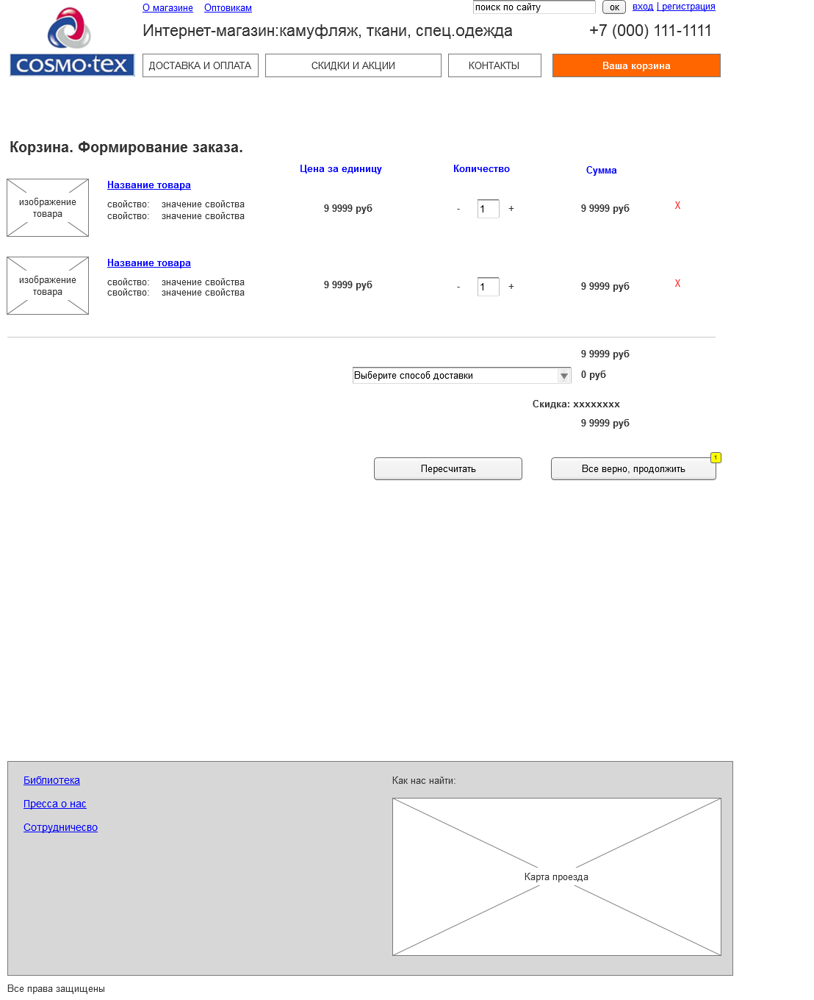 О магазине Оптовикам поиск по сайту ок вход | регистрация
Интернет-магазин:камуфляж, ткани, спец.одежда +7 (000) 111-1111
COSMO·TEX ДОСТАВКА И ОПЛАТА СКИДКИ И АКЦИИ КОНТАКТЫ Ваша корзина
Корзина. Формирование заказа.
Цена за единицу Количество Сумма
Название товара
изображение
товара
свойство: значение свойства
свойство: значение свойства
9 9999 руб - 1 + 9 9999 руб X
Название товара
изображение
товара
свойство: значение свойства
свойство: значение свойства
9 9999 руб - 1 + 9 9999 руб X
9 9999 руб
Выберите способ доставки 0 руб
Скидка: xxxxxxxx
9 9999 руб
1
Пересчитать Все верно, продолжить
Библиотека Как нас найти:
Пресса о нас
Сотрудничесво
Карта проезда
Все права защищены